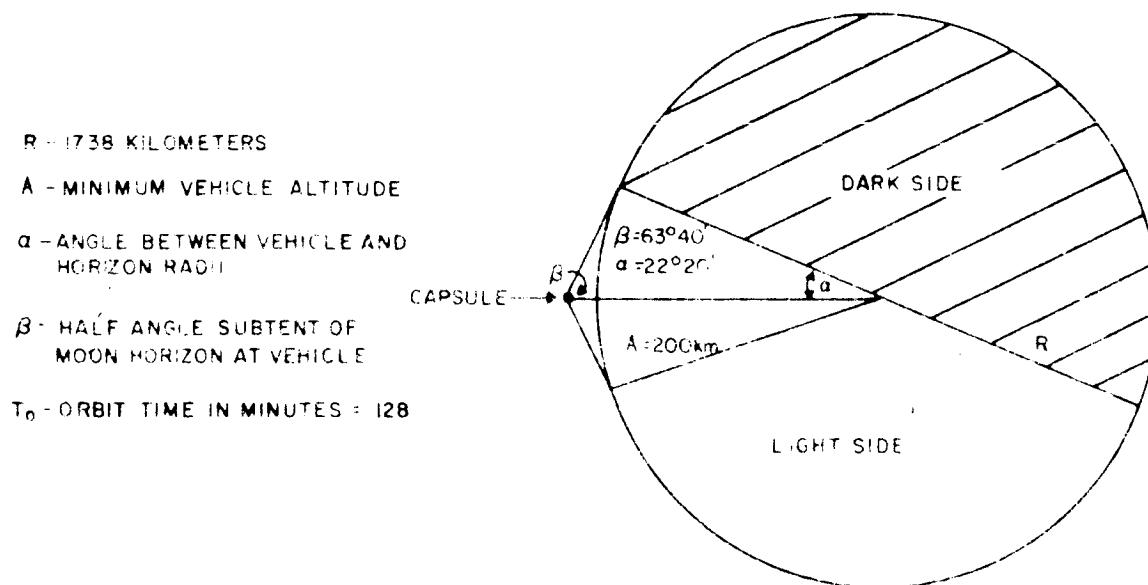 R - 1738 KILOMETERS
A - MINIMUM VEHICLE ALTITUDE
α - ANGLE BETWEEN VEHICLE AND
HORIZON RADII
β - HALF ANGLE SUBTENT OF
MOON HORIZON AT VEHICLE
T₀ - ORBIT TIME IN MINUTES = 128
DARK SIDE
β=63°40'
α=22°20'
β
α
CAPSULE
A=200km
R
LIGHT SIDE